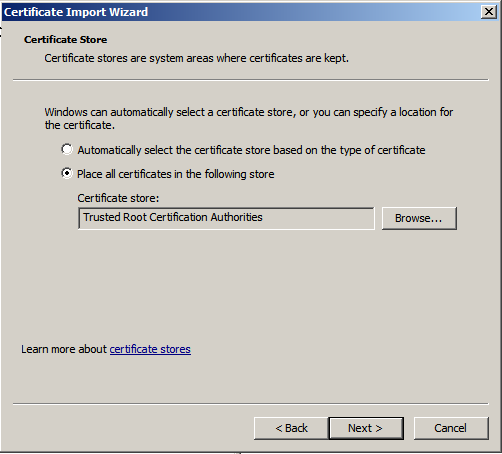 Certificate Import Wizard
Certificate Store
Certificate stores are system areas where certificates are kept.
Windows can automatically select a certificate store, or you can specify a location for
the certificate.
Automatically select the certificate store based on the type of certificate
Place all certificates in the following store
Certificate store:
Trusted Root Certification Authorities
Browse...
Learn more about certificate stores
< Back
Next >
Cancel